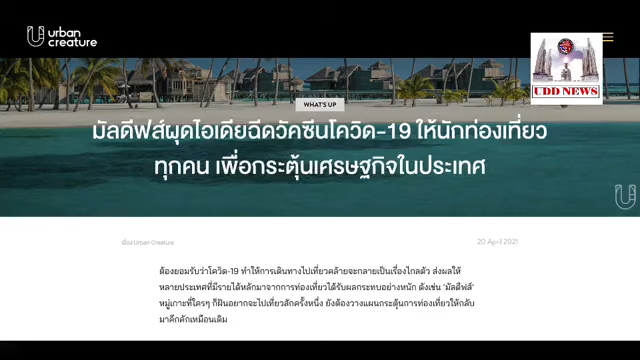 urban
creature
UDD NEWS
WHAT'S UP
มัลดีฟส์ผุดไอเดียฉีดวัคซีนโควิด-19 ให้นักท่องเที่ยว
ทุกคน เพื่อกระตุ้นเศรษฐกิจในประเทศ
เรื่อง Urban Creature
20 April 2021
ต้องยอมรับว่าโควิด-19 ทำให้การเดินทางไปเที่ยวคล้ายจะกลายเป็นเรื่องไกลตัว ส่งผลให้
หลายประเทศที่มีรายได้หลักมาจากการท่องเที่ยวได้รับผลกระทบอย่างหนัก ดังเช่น ‘มัลดีฟส์’
หมู่เกาะที่ใครๆ ก็ฝันอยากจะไปเที่ยวสักครั้งหนึ่ง ยังต้องวางแผนกระตุ้นการท่องเที่ยวให้กลับ
มาคึกคักเหมือนเดิม